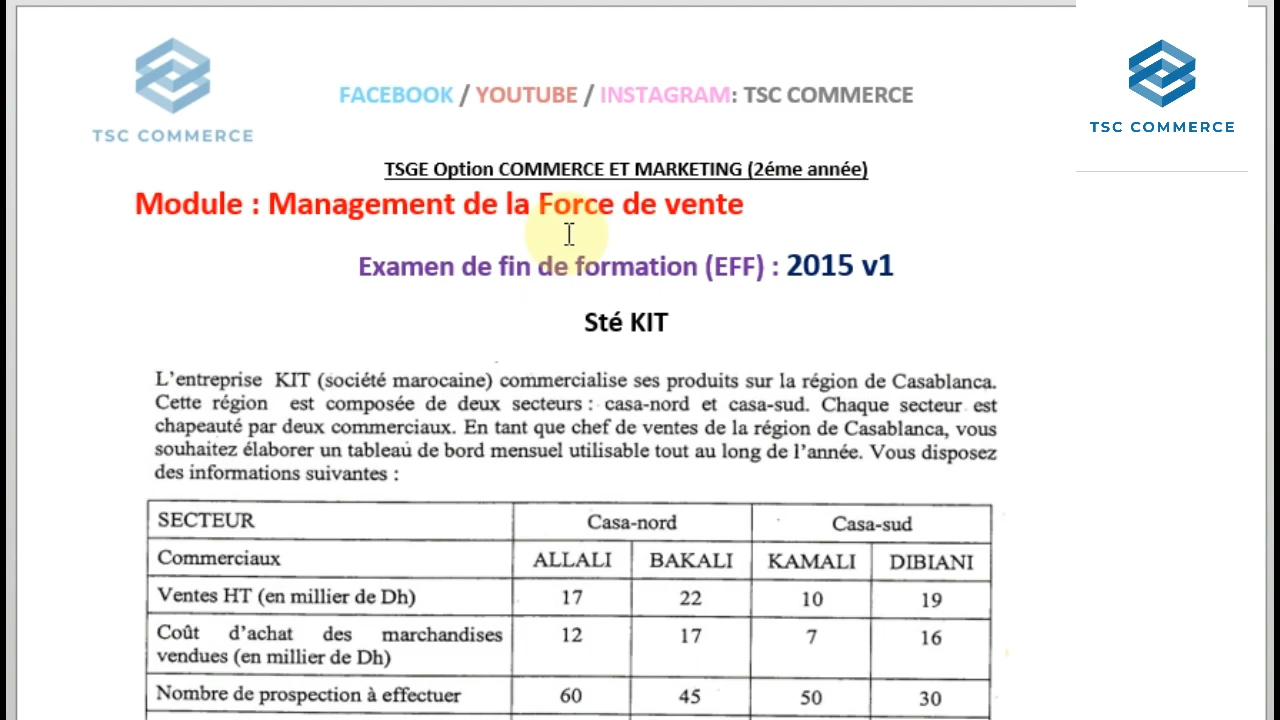 TSC COMMERCE
FACEBOOK / YOUTUBE / INSTAGRAM: TSC COMMERCE
TSC COMMERCE
TSGE Option COMMERCE ET MARKETING (2éme année)
Module : Management de la Force de vente
Examen de fin de formation (EFF) : 2015 v1
Sté KIT
L'entreprise KIT (société marocaine) commercialise ses produits sur la région de Casablanca.
Cette région est composée de deux secteurs : casa-nord et casa-sud. Chaque secteur est
chapeauté par deux commerciaux. En tant que chef de ventes de la région de Casablanca, vous
souhaitez élaborer un tableau de bord mensuel utilisable tout au long de l'année. Vous disposez
des informations suivantes :
SECTEUR Casa-nord Casa-sud
Commerciaux ALLALI BAKALI KAMALI DIBIANI
Ventes HT (en millier de Dh) 17 22 10 19
Coût d'achat des marchandises 12 17 7 16
vendues (en millier de Dh)
Nombre de prospection à effectuer 60 45 50 30